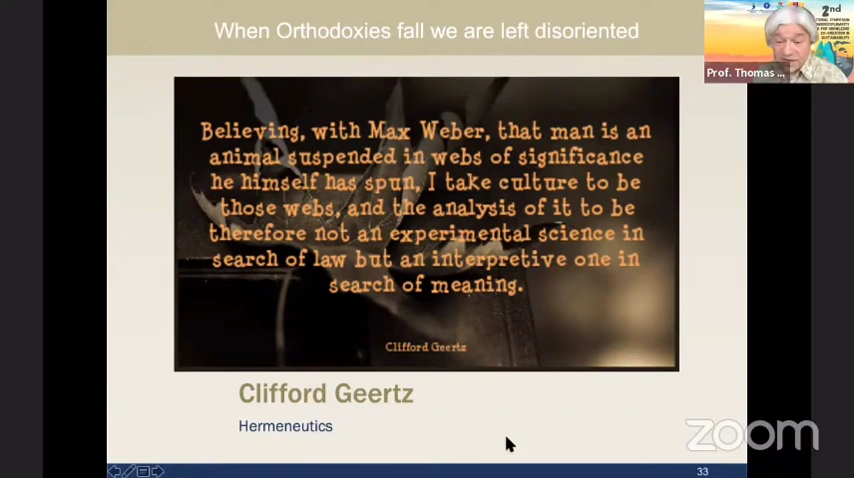 When Orthodoxies fall we are left disoriented
2nd
Prof. Thomas ...
Believing, with Max Weber, that man is an
animal suspended in webs of significance
he himself has spun, I take culture to be
those webs, and the analysis of it to be
therefore not an experimental science in
search of law but an interpretive one in
search of meaning.
Clifford Geertz
Clifford Geertz
Hermeneutics
zoom
33